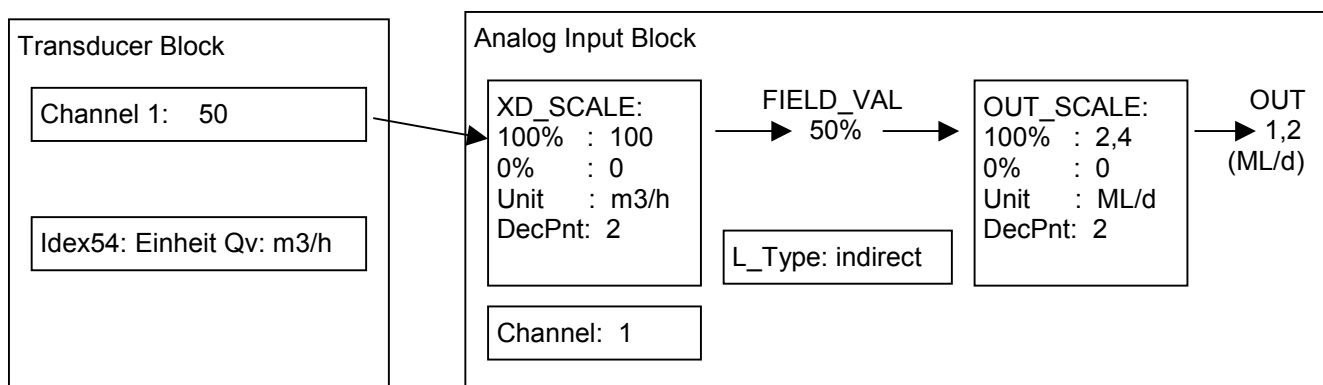 Transducer Block
Channel 1: 50
Idex54: Einheit Qv: m3/h
Analog Input Block
XD_SCALE:
100% : 100
0% : 0
Unit : m3/h
DecPnt: 2
Channel: 1
FIELD_VAL
50%
L_Type: indirect
OUT_SCALE:
100% : 2,4
0% : 0
Unit : ML/d
DecPnt: 2
OUT
1,2
(ML/d)